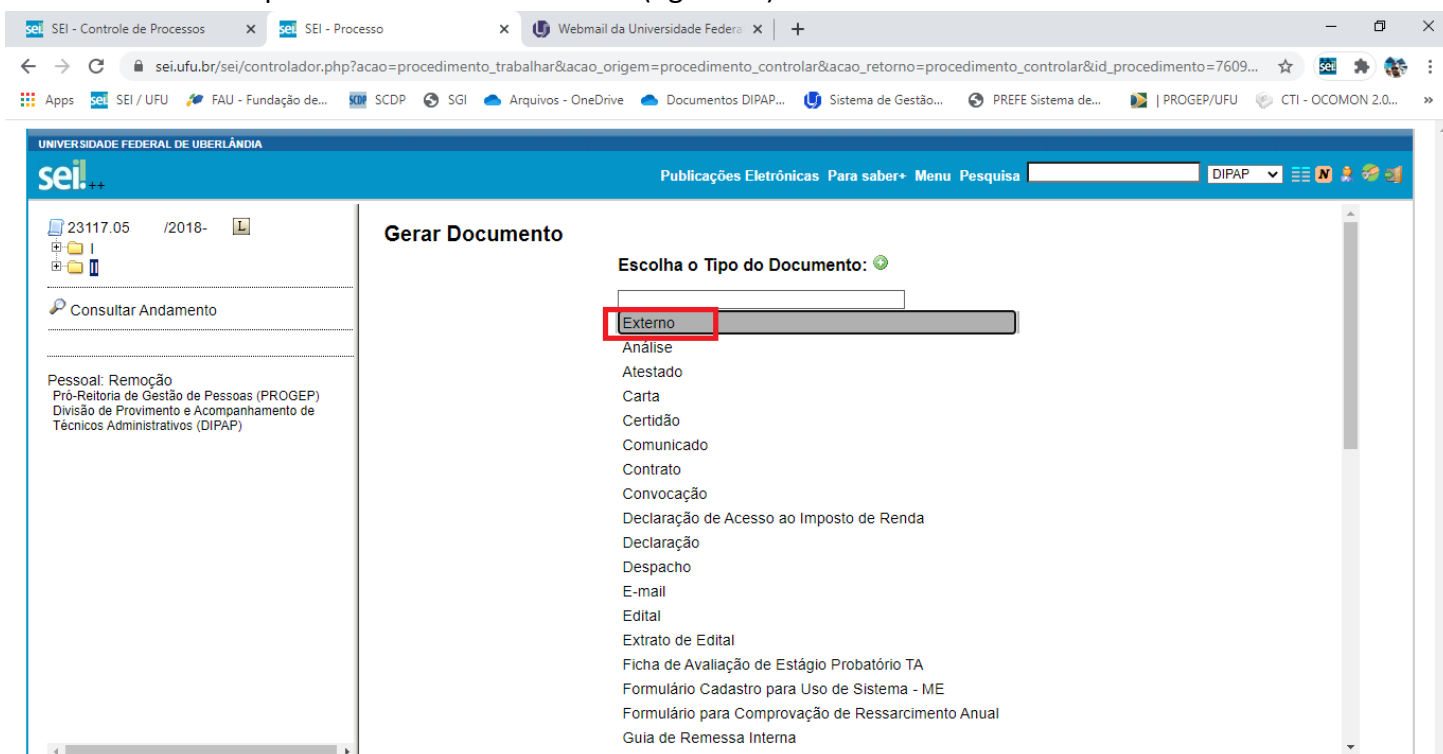 SEI - Controle de Processos
SEI - Processo
Webmail da Universidade Federa
sei.ufu.br/sei/controlador.php?acao=procedimento_trabalhar&acao_origem=procedimento_controlar&acao_retorno=procedimento_controlar&id_procedimento=7609...
Apps
SEI / UFU
FAU - Fundação de...
SCDP
SGI
Arquivos - OneDrive
Documentos DIPAP...
Sistema de Gestão...
PREFE Sistema de...
| PROGEP/UFU
CTI - OCOMON 2.0...
UNIVERSIDADE FEDERAL DE UBERLÂNDIA
sei! ++
Publicações Eletrônicas Para saber+ Menu Pesquisa
DIPAP
N
23117.05 /2018-
L
I
II
Consultar Andamento
Pessoal: Remoção
Pró-Reitoria de Gestão de Pessoas (PROGEP)
Divisão de Provimento e Acompanhamento de
Técnicos Administrativos (DIPAP)
Gerar Documento
Escolha o Tipo do Documento:
Externo
Análise
Atestado
Carta
Certidão
Comunicado
Contrato
Convocação
Declaração de Acesso ao Imposto de Renda
Declaração
Despacho
E-mail
Edital
Extrato de Edital
Ficha de Avaliação de Estágio Probatório TA
Formulário Cadastro para Uso de Sistema - ME
Formulário para Comprovação de Ressarcimento Anual
Guia de Remessa Interna